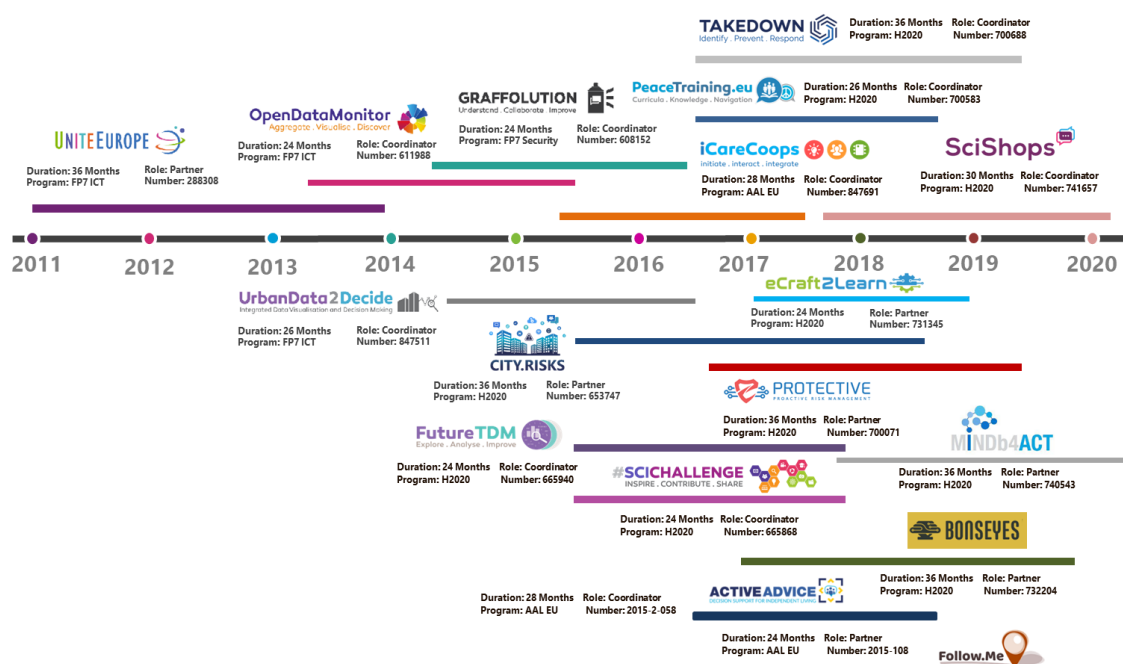 TAKEDOWN
Identify . Prevent . Respond
Duration: 36 Months Role: Coordinator
Program: H2020 Number: 700688
PeaceTraining.eu
Curricula . Knowledge . Navigation
Duration: 26 Months Role: Coordinator
Program: H2020 Number: 700583
GRAFFOLUTION
Understand . Collaborate . Improve
Duration: 24 Months Role: Coordinator
Program: FP7 Security Number: 608152
OpenDataMonitor
Aggregate . Visualise . Discover
Duration: 24 Months Role: Coordinator
Program: FP7 ICT Number: 611988
UNITEEUROPE
Duration: 36 Months Role: Partner
Program: FP7 ICT Number: 288308
iCareCoops
initiate . interact . integrate
Duration: 28 Months Role: Coordinator
Program: AAL EU Number: 847691
SciShops
Duration: 30 Months Role: Coordinator
Program: H2020 Number: 741657
2011 2012 2013 2014 2015 2016 2017 2018 2019 2020
UrbanData2Decide
Integrated Data Visualisation and Decision Making
Duration: 26 Months Role: Coordinator
Program: FP7 ICT Number: 847511
eCraft2Learn
Duration: 24 Months Role: Partner
Program: H2020 Number: 731345
CITY.RISKS
Duration: 36 Months Role: Partner
Program: H2020 Number: 653747
PROTECTIVE
PROACTIVE RISK MANAGEMENT
Duration: 36 Months Role: Partner
Program: H2020 Number: 700071
FutureTDM
Explore . Analyse . Improve
Duration: 24 Months Role: Coordinator
Program: H2020 Number: 665940
MiNDb4ACT
Duration: 36 Months Role: Partner
Program: H2020 Number: 740543
#SCICHALLENGE
INSPIRE . CONTRIBUTE . SHARE
Duration: 24 Months Role: Coordinator
Program: H2020 Number: 665868
BONSEYES
Duration: 36 Months Role: Partner
Program: H2020 Number: 732204
ACTIVEADVICE
DECISION SUPPORT FOR INDEPENDENT LIVING
Duration: 28 Months Role: Coordinator
Program: AAL EU Number: 2015-2-058
Duration: 24 Months Role: Partner
Program: AAL EU Number: 2015-108
Follow.Me